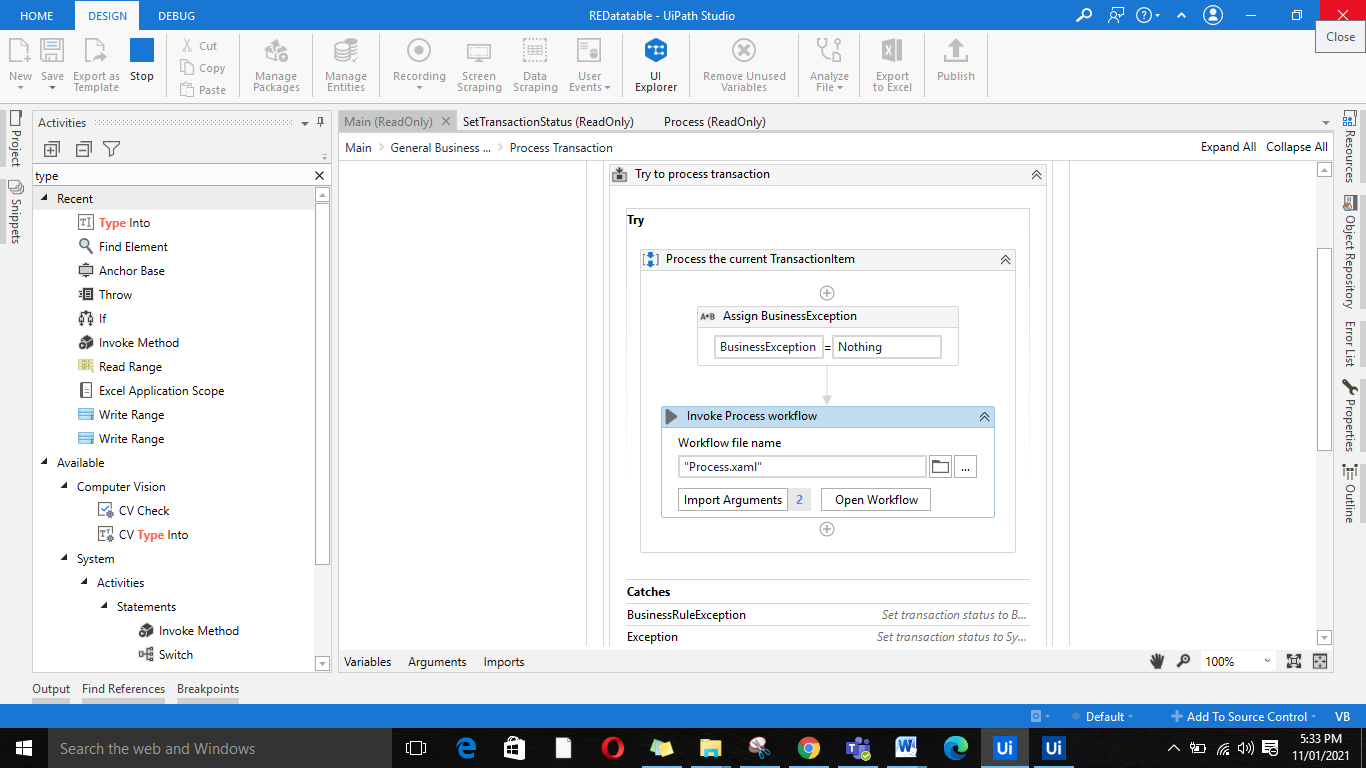 HOME DESIGN DEBUG REDatatable - UiPath Studio
Close
New Save Export as Template Stop Cut Copy Paste Manage Packages Manage Entities Recording Screen Scraping Data Scraping User Events UI Explorer Remove Unused Variables Analyze File Export to Excel Publish
Project
Snippets
Activities
type
Recent
Type Into
Find Element
Anchor Base
Throw
If
Invoke Method
Read Range
Excel Application Scope
Write Range
Write Range
Available
Computer Vision
CV Check
CV Type Into
System
Activities
Statements
Invoke Method
Switch
Main (ReadOnly) SetTransactionStatus (ReadOnly) Process (ReadOnly)
Main > General Business ... > Process Transaction Expand All Collapse All
Try to process transaction
Try
Process the current TransactionItem
A*B Assign BusinessException
BusinessException = Nothing
Invoke Process workflow
Workflow file name
"Process.xaml" ...
Import Arguments 2 Open Workflow
Catches
BusinessRuleException Set transaction status to B...
Exception Set transaction status to Sy...
Variables Arguments Imports 100%
Resources
Object Repository
Error List
Properties
Outline
Output Find References Breakpoints
Default Add To Source Control VB
Search the web and Windows
Ui Ui
5:33 PM
11/01/2021